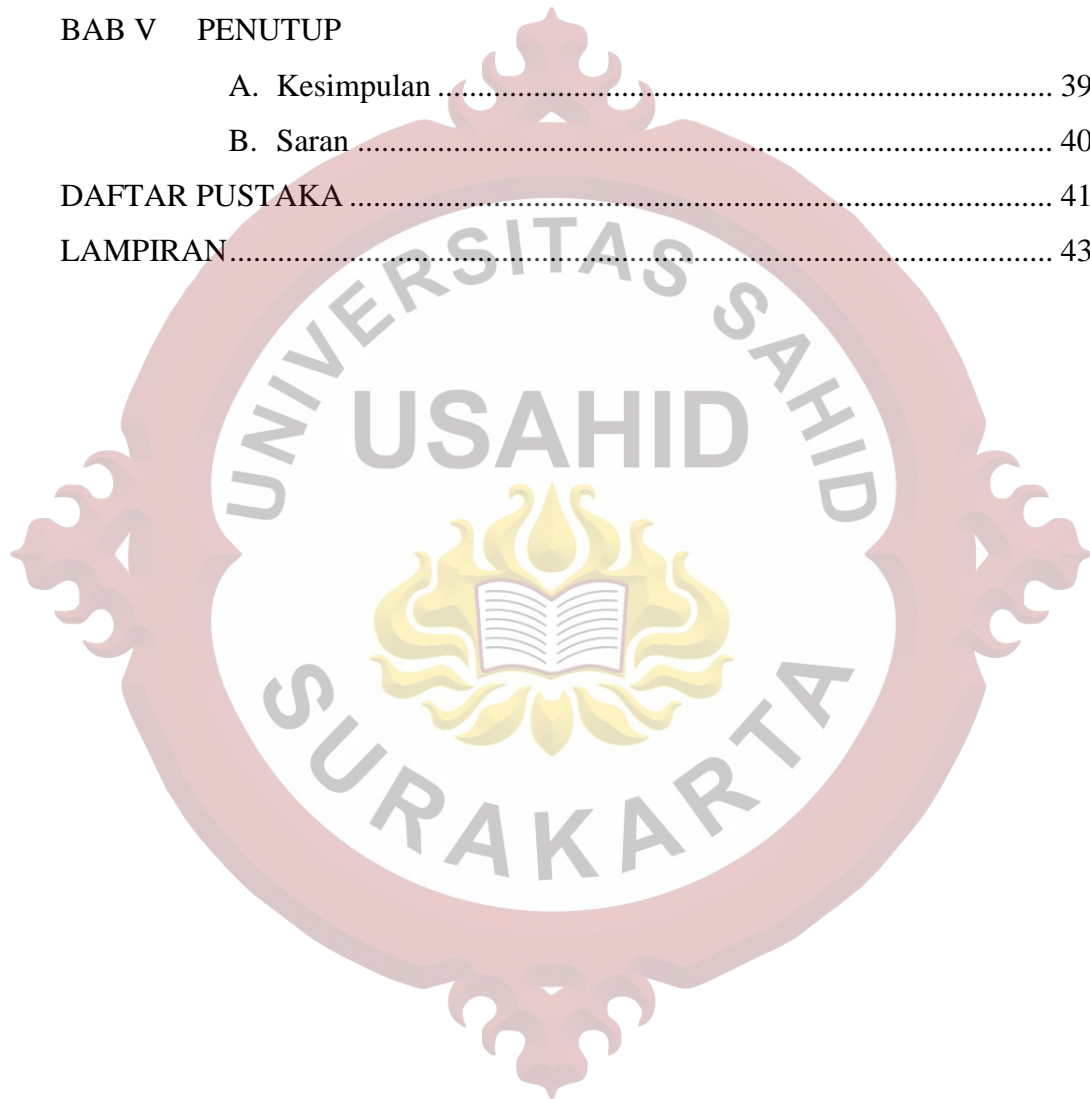 BAB V PENUTUP
A. Kesimpulan ............................................................................. 39
B. Saran ....................................................................................... 40
DAFTAR PUSTAKA ........................................................................................ 41
LAMPIRAN....................................................................................................... 43
UNIVERSITAS SAHID
USAHID
SURAKARTA